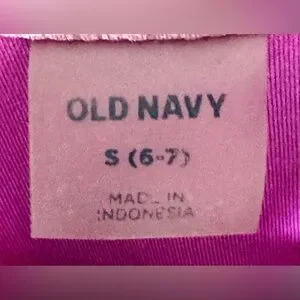 OLD NAVY
S (6-7)
MADE IN
INDONESIA